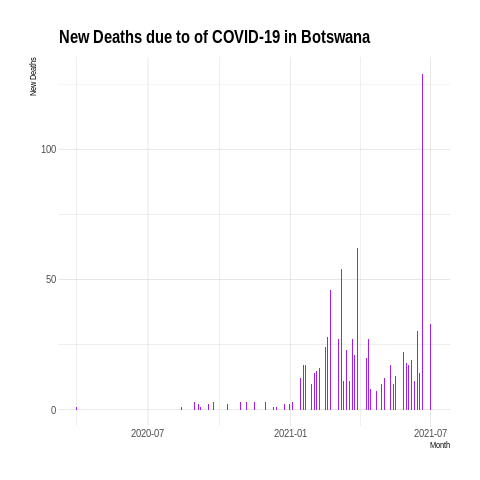 New Deaths due to of COVID-19 in Botswana
New Deaths
100
50
0
2020-07
2021-01
2021-07
Month